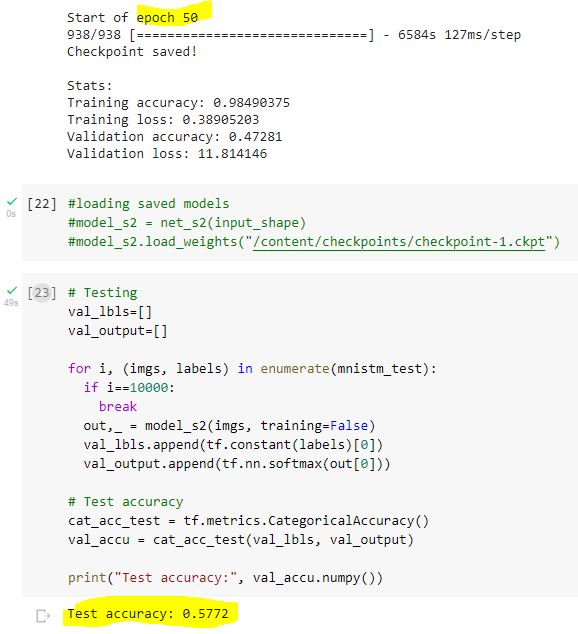 Start of epoch 50
938/938 [==============================] - 6584s 127ms/step
Checkpoint saved!
Stats:
Training accuracy: 0.98490375
Training loss: 0.38905203
Validation accuracy: 0.47281
Validation loss: 11.814146
[22] #loading saved models
0s #model_s2 = net_s2(input_shape)
#model_s2.load_weights("/content/checkpoints/checkpoint-1.ckpt")
[23] # Testing
49s val_lbls=[]
val_output=[]
for i, (imgs, labels) in enumerate(mnistm_test):
if i==10000:
break
out,_ = model_s2(imgs, training=False)
val_lbls.append(tf.constant(labels)[0])
val_output.append(tf.nn.softmax(out[0]))
# Test accuracy
cat_acc_test = tf.metrics.CategoricalAccuracy()
val_accu = cat_acc_test(val_lbls, val_output)
print("Test accuracy:", val_accu.numpy())
Test accuracy: 0.5772